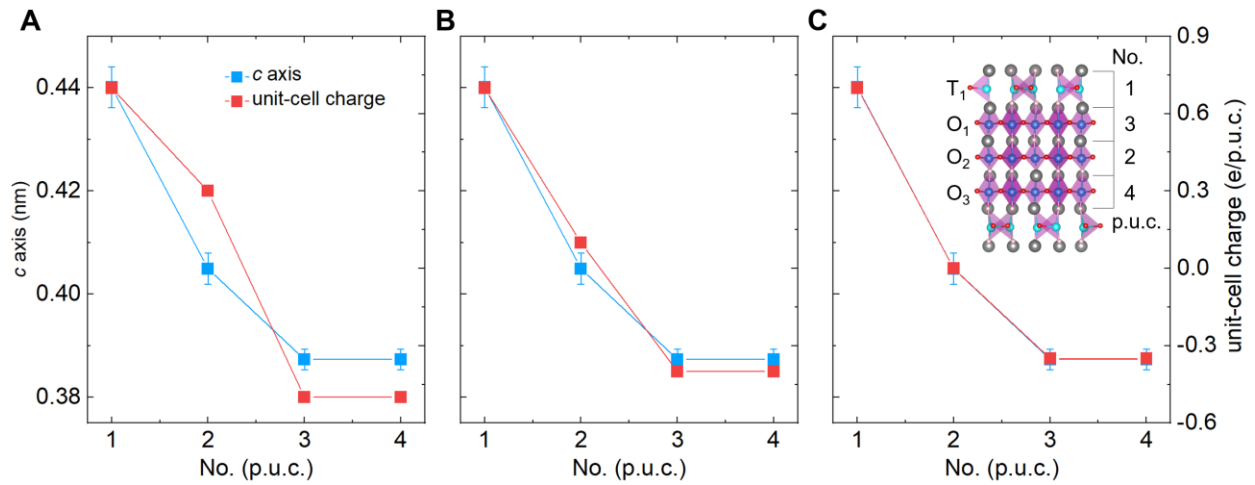 A
B
C
c axis (nm)
0.44
0.42
0.40
0.38
c axis
unit-cell charge
1 2 3 4
No. (p.u.c.)
1 2 3 4
No. (p.u.c.)
No.
T1 1
O1 3
O2 2
O3 4
p.u.c.
1 2 3 4
No. (p.u.c.)
0.9
0.6
0.3
0.0
-0.3
-0.6
unit-cell charge (e/p.u.c.)